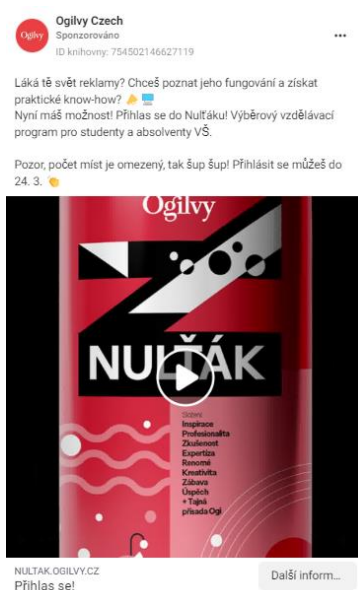 Ogilvy
Ogilvy Czech
Sponzorováno
ID knihovny: 754502146627119
Láká tě svět reklamy? Chceš poznat jeho fungování a získat
praktické know-how?
Nyní máš možnost! Přihlas se do Nulťáku! Výběrový vzdělávací
program pro studenty a absolventy VŠ.
Pozor, počet míst je omezený, tak šup šup! Přihlásit se můžeš do
24. 3.
Ogilvy
NULŤÁK
Inspirace
Profesionalita
Zkušenost
Expertiza
Renomé
Kreativita
Zábava
Úspěch
+ Tajná
přísada Ogi
NULTAK.OGILVY.CZ
Přihlas se!
Další inform...